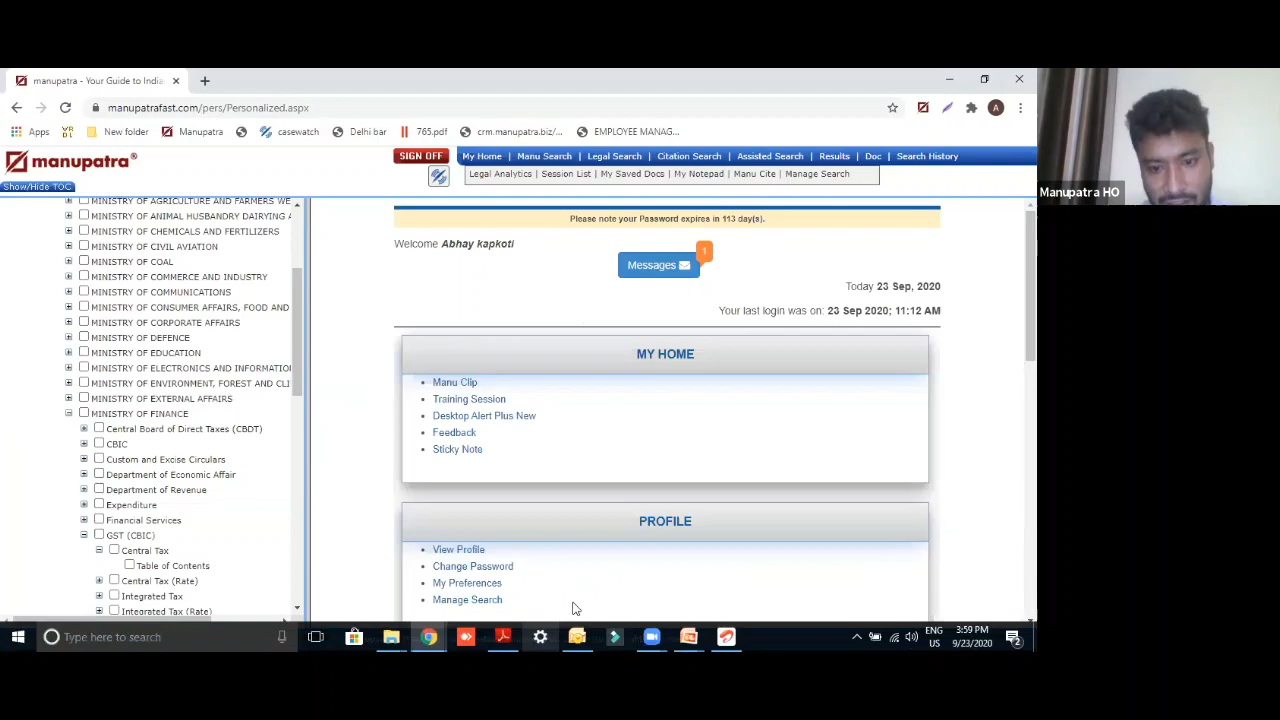 manupatra - Your Guide to India
manupatrafast.com/pers/Personalized.aspx
Apps New folder Manupatra casewatch Delhi bar 765.pdf crm.manupatra.biz/... EMPLOYEE MANAG...
manupatra®
SIGN OFF
My Home | Manu Search | Legal Search | Citation Search | Assisted Search | Results | Doc | Search History
Legal Analytics | Session List | My Saved Docs | My Notepad | Manu Cite | Manage Search
Show/Hide TOC
MINISTRY OF AGRICULTURE AND FARMERS WE
MINISTRY OF ANIMAL HUSBANDRY DAIRYING A
MINISTRY OF CHEMICALS AND FERTILIZERS
MINISTRY OF CIVIL AVIATION
MINISTRY OF COAL
MINISTRY OF COMMERCE AND INDUSTRY
MINISTRY OF COMMUNICATIONS
MINISTRY OF CONSUMER AFFAIRS, FOOD AND
MINISTRY OF CORPORATE AFFAIRS
MINISTRY OF DEFENCE
MINISTRY OF EDUCATION
MINISTRY OF ELECTRONICS AND INFORMATIO
MINISTRY OF ENVIRONMENT, FOREST AND CLI
MINISTRY OF EXTERNAL AFFAIRS
MINISTRY OF FINANCE
Central Board of Direct Taxes (CBDT)
CBIC
Custom and Excise Circulars
Department of Economic Affair
Department of Revenue
Expenditure
Financial Services
GST (CBIC)
Central Tax
Table of Contents
Central Tax (Rate)
Integrated Tax
Integrated Tax (Rate)
Please note your Password expires in 113 day(s).
Welcome Abhay kapkoti
Messages
1
Today 23 Sep, 2020
Your last login was on: 23 Sep 2020; 11:12 AM
MY HOME
Manu Clip
Training Session
Desktop Alert Plus New
Feedback
Sticky Note
PROFILE
View Profile
Change Password
My Preferences
Manage Search
Manupatra HO
Type here to search
ENG
US
3:59 PM
9/23/2020
2